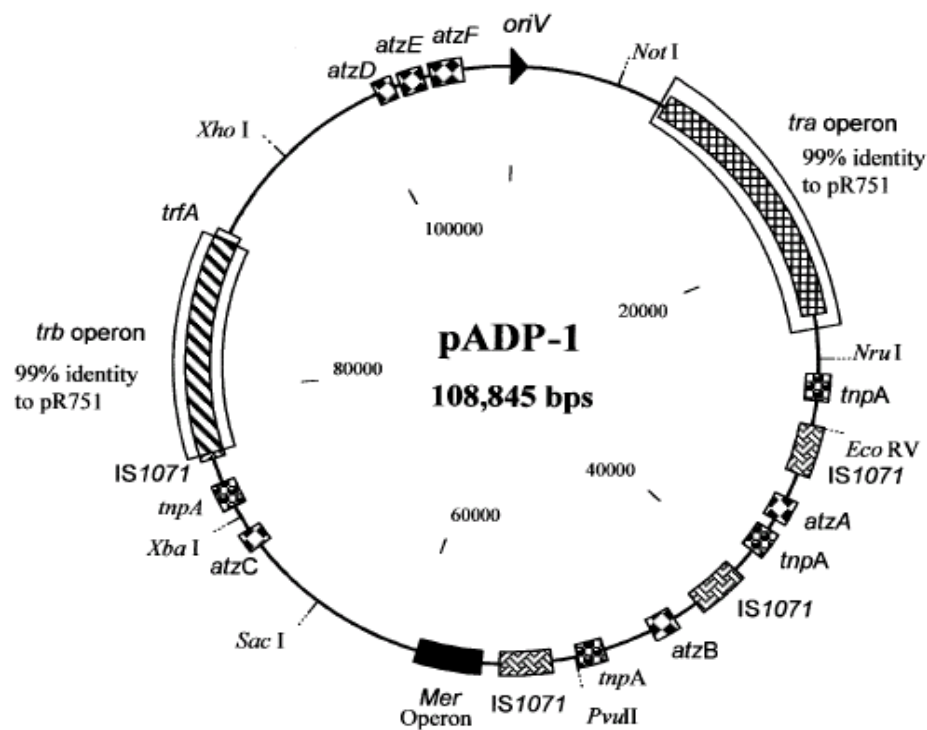 oriV
atzF
atzE
atzD
Not I
tra operon
99% identity
to pR751
Xho I
trfA
100000
20000
trb operon
99% identity
to pR751
80000
pADP-1
108,845 bps
Nru I
tnpA
Eco RV
IS1071
40000
60000
atzA
tnpA
IS1071
atzB
tnpA
PvuII
IS1071
Mer
Operon
Sac I
atzC
Xba I
tnpA
IS1071